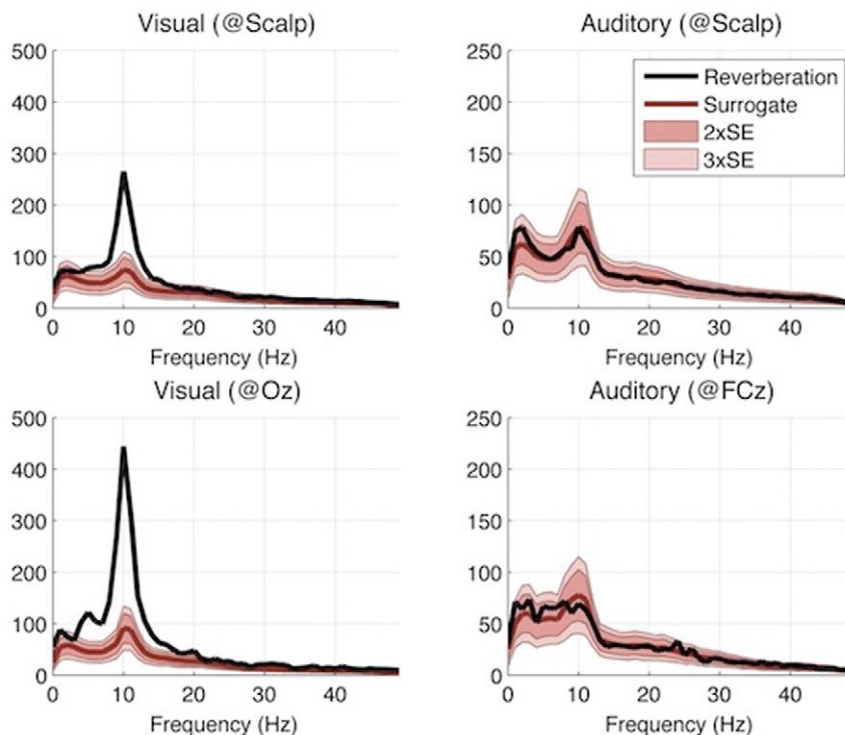 Visual (@Scalp)
500
400
300
200
100
0
0 10 20 30 40
Frequency (Hz)
Auditory (@Scalp)
250
200
150
100
50
0
0 10 20 30 40
Frequency (Hz)
Reverberation
Surrogate
2xSE
3xSE
Visual (@Oz)
500
400
300
200
100
0
0 10 20 30 40
Frequency (Hz)
Auditory (@FCz)
250
200
150
100
50
0
0 10 20 30 40
Frequency (Hz)